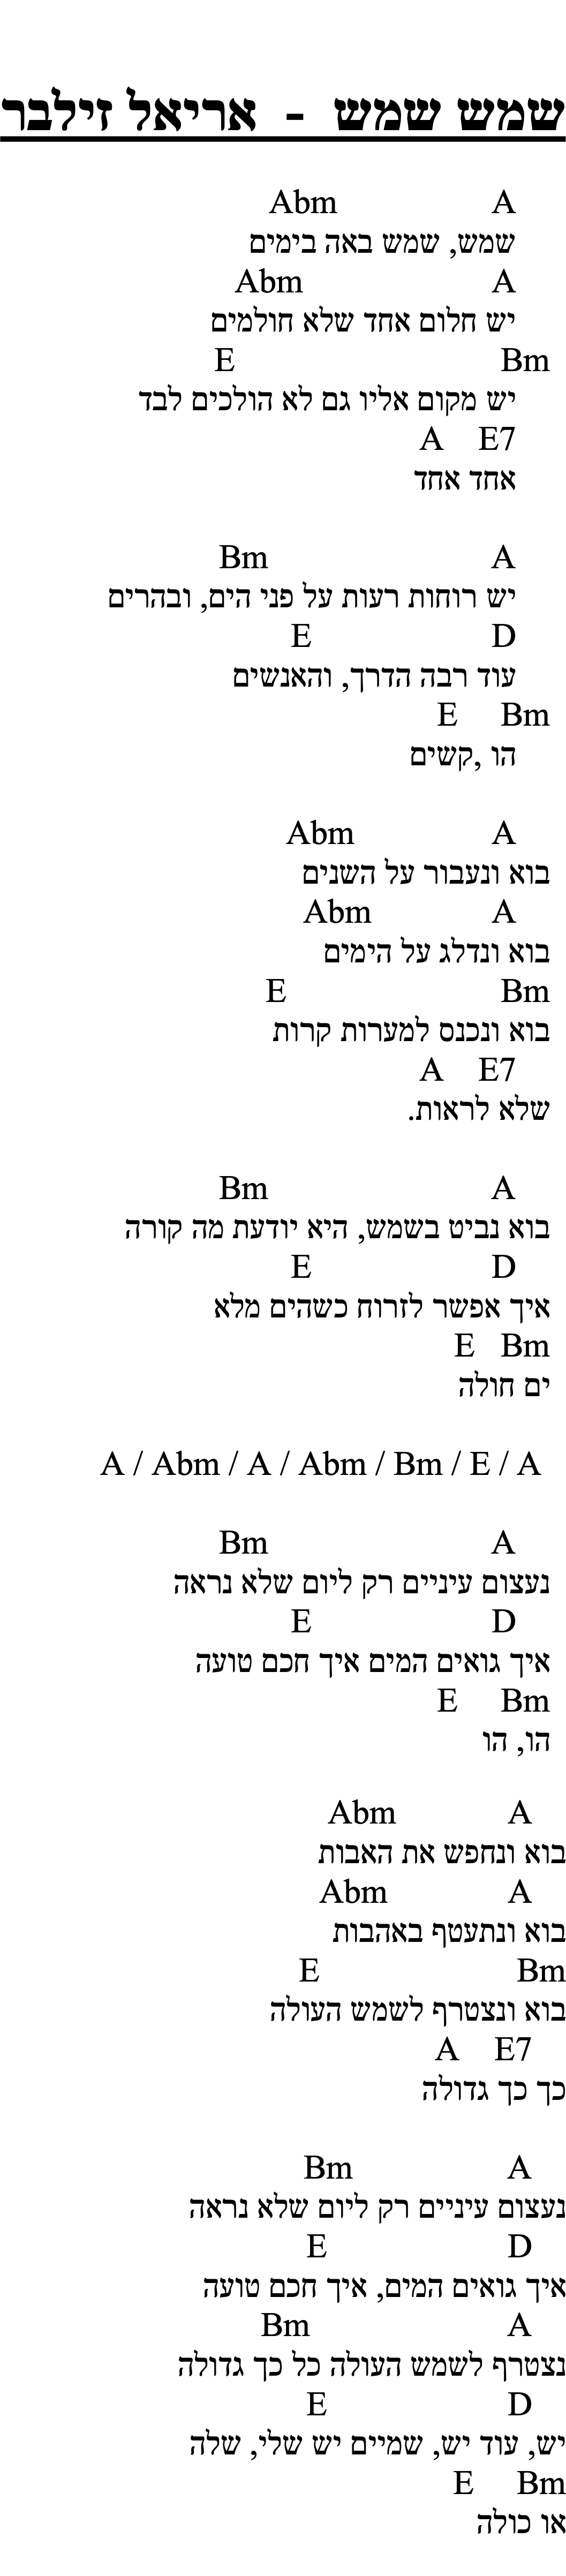 שמש שמש - אריאל זילבר
A Abm
שמש, שמש באה בימים
A Abm
יש חלום אחד שלא חולמים
Bm E
יש מקום אליו גם לא הולכים לבד
E7 A
אחד אחד
A Bm
יש רוחות רעות על פני הים, ובהרים
D E
עוד רבה הדרך, והאנשים
Bm E
הו ,קשים
A Abm
בוא ונעבור על השנים
A Abm
בוא ונדלג על הימים
Bm E
בוא ונכנס למערות קרות
E7 A
שלא לראות.
A Bm
בוא נביט בשמש, היא יודעת מה קורה
D E
איך אפשר לזרוח כשהים מלא
Bm E
ים חולה
A / Abm / A / Abm / Bm / E / A
A Bm
נעצום עיניים רק ליום שלא נראה
D E
איך גואים המים איך חכם טועה
Bm E
הו, הו
A Abm
בוא ונחפש את האבות
A Abm
בוא ונתעטף באהבות
Bm E
בוא ונצטרף לשמש העולה
E7 A
כך כך גדולה
A Bm
נעצום עיניים רק ליום שלא נראה
D E
איך גואים המים, איך חכם טועה
A Bm
נצטרף לשמש העולה כל כך גדולה
D E
יש, עוד יש, שמיים יש שלי, שלה
Bm E
או כולה